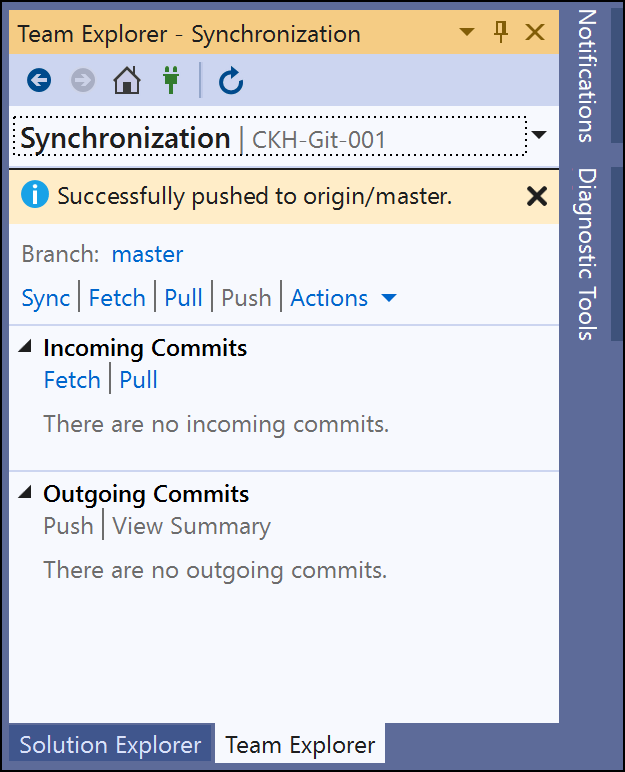 Team Explorer - Synchronization
Synchronization | CKH-Git-001
Successfully pushed to origin/master.
Branch: master
Sync | Fetch | Pull | Push | Actions
Incoming Commits
Fetch | Pull
There are no incoming commits.
Outgoing Commits
Push | View Summary
There are no outgoing commits.
Solution Explorer
Team Explorer
Notifications
Diagnostic Tools